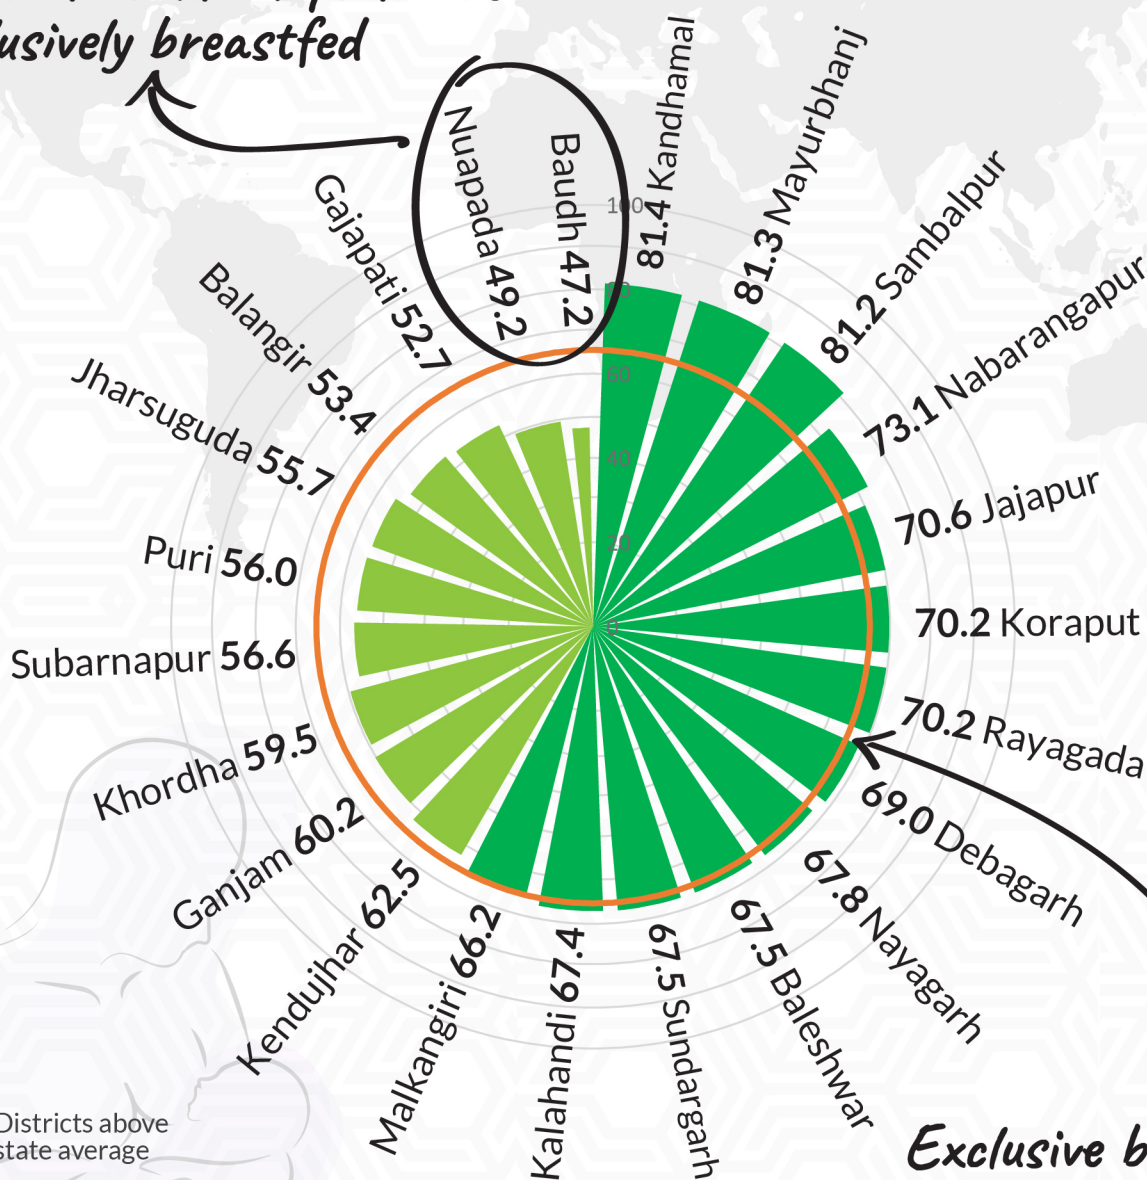 usively breastfed
81.4 Kandhamal
81.3 Mayurbhanj
81.2 Sambalpur
73.1 Nabarangapur
70.6 Jajapur
70.2 Koraput
70.2 Rayagada
69.0 Debagarh
67.8 Nayagarh
67.5 Baleshwar
67.5 Sundargarh
Kalahandi 67.4
Malkangiri 66.2
Kendujhar 62.5
Ganjam 60.2
Khordha 59.5
Subarnapur 56.6
Puri 56.0
Jharsuguda 55.7
Balangir 53.4
Gajapati 52.7
Nuapada 49.2
Baudh 47.2
100
80
60
40
20
0
Districts above
state average
Exclusive b